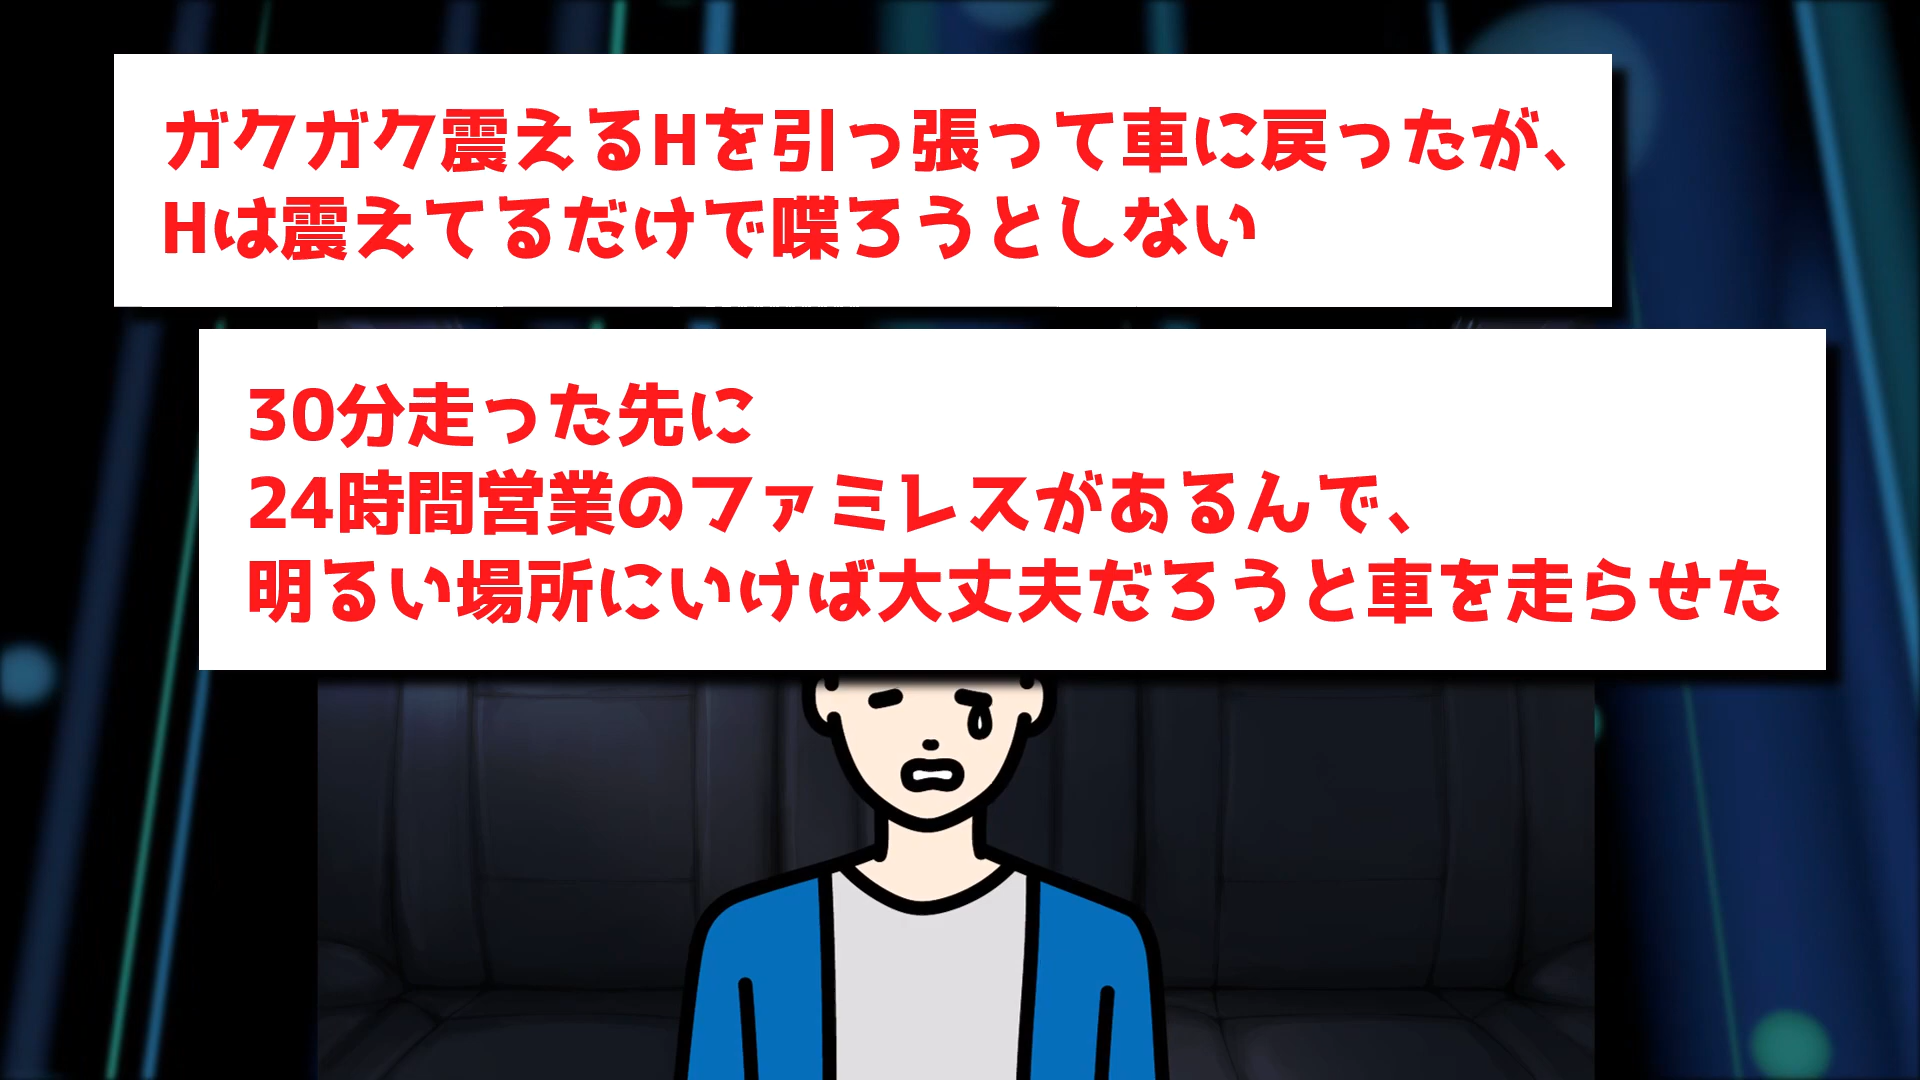 ガクガク震えるHを引っ張って車に戻ったが、
Hは震えてるだけで喋ろうとしない
30分走った先に
24時間営業のファミレスがあるんで、
明るい場所にいけば大丈夫だろうと車を走らせた